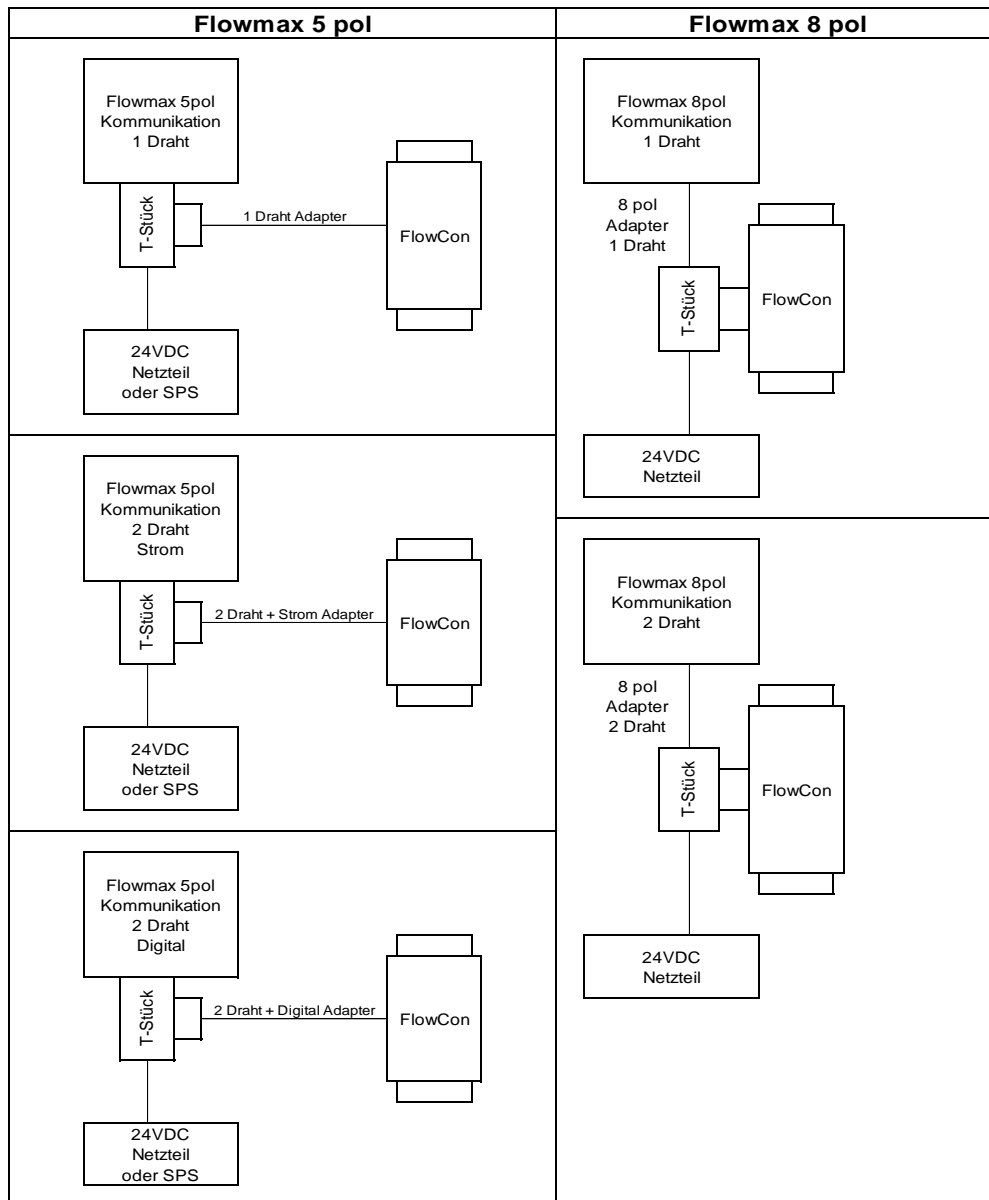 Flowmax 5 pol
Flowmax 5pol
Kommunikation
1 Draht
T-Stück
1 Draht Adapter
FlowCon
24VDC
Netzteil
oder SPS
Flowmax 5pol
Kommunikation
2 Draht
Strom
T-Stück
2 Draht + Strom Adapter
FlowCon
24VDC
Netzteil
oder SPS
Flowmax 5pol
Kommunikation
2 Draht
Digital
T-Stück
2 Draht + Digital Adapter
FlowCon
24VDC
Netzteil
oder SPS
Flowmax 8 pol
Flowmax 8pol
Kommunikation
1 Draht
8 pol
Adapter
1 Draht
T-Stück
FlowCon
24VDC
Netzteil
Flowmax 8pol
Kommunikation
2 Draht
8 pol
Adapter
2 Draht
T-Stück
FlowCon
24VDC
Netzteil